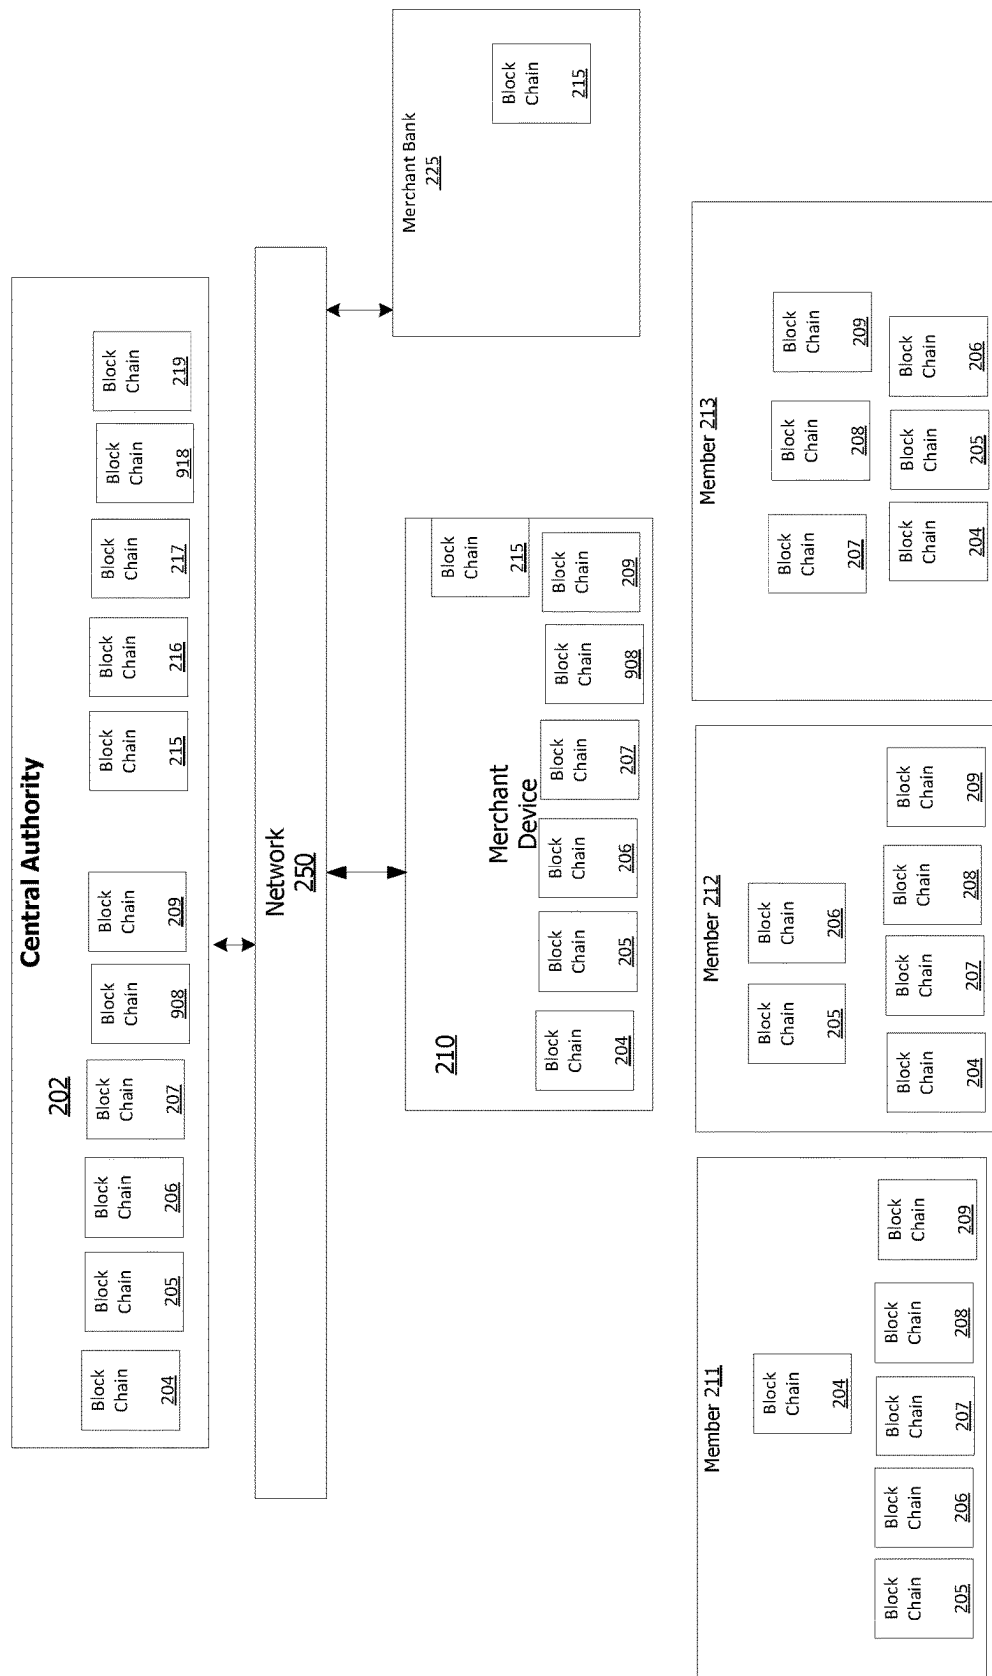 Central Authority
202
Block
Chain
204
Block
Chain
205
Block
Chain
206
Block
Chain
207
Block
Chain
908
Block
Chain
209
Block
Chain
215
Block
Chain
216
Block
Chain
217
Block
Chain
918
Block
Chain
219
Network
250
210
Merchant
Device
Block
Chain
204
Block
Chain
205
Block
Chain
206
Block
Chain
207
Block
Chain
908
Block
Chain
209
Block
Chain
215
Merchant Bank
225
Block
Chain
215
Member 211
Block
Chain
204
Block
Chain
205
Block
Chain
206
Block
Chain
207
Block
Chain
208
Block
Chain
209
Member 212
Block
Chain
205
Block
Chain
206
Block
Chain
204
Block
Chain
207
Block
Chain
208
Block
Chain
209
Member 213
Block
Chain
207
Block
Chain
208
Block
Chain
209
Block
Chain
204
Block
Chain
205
Block
Chain
206